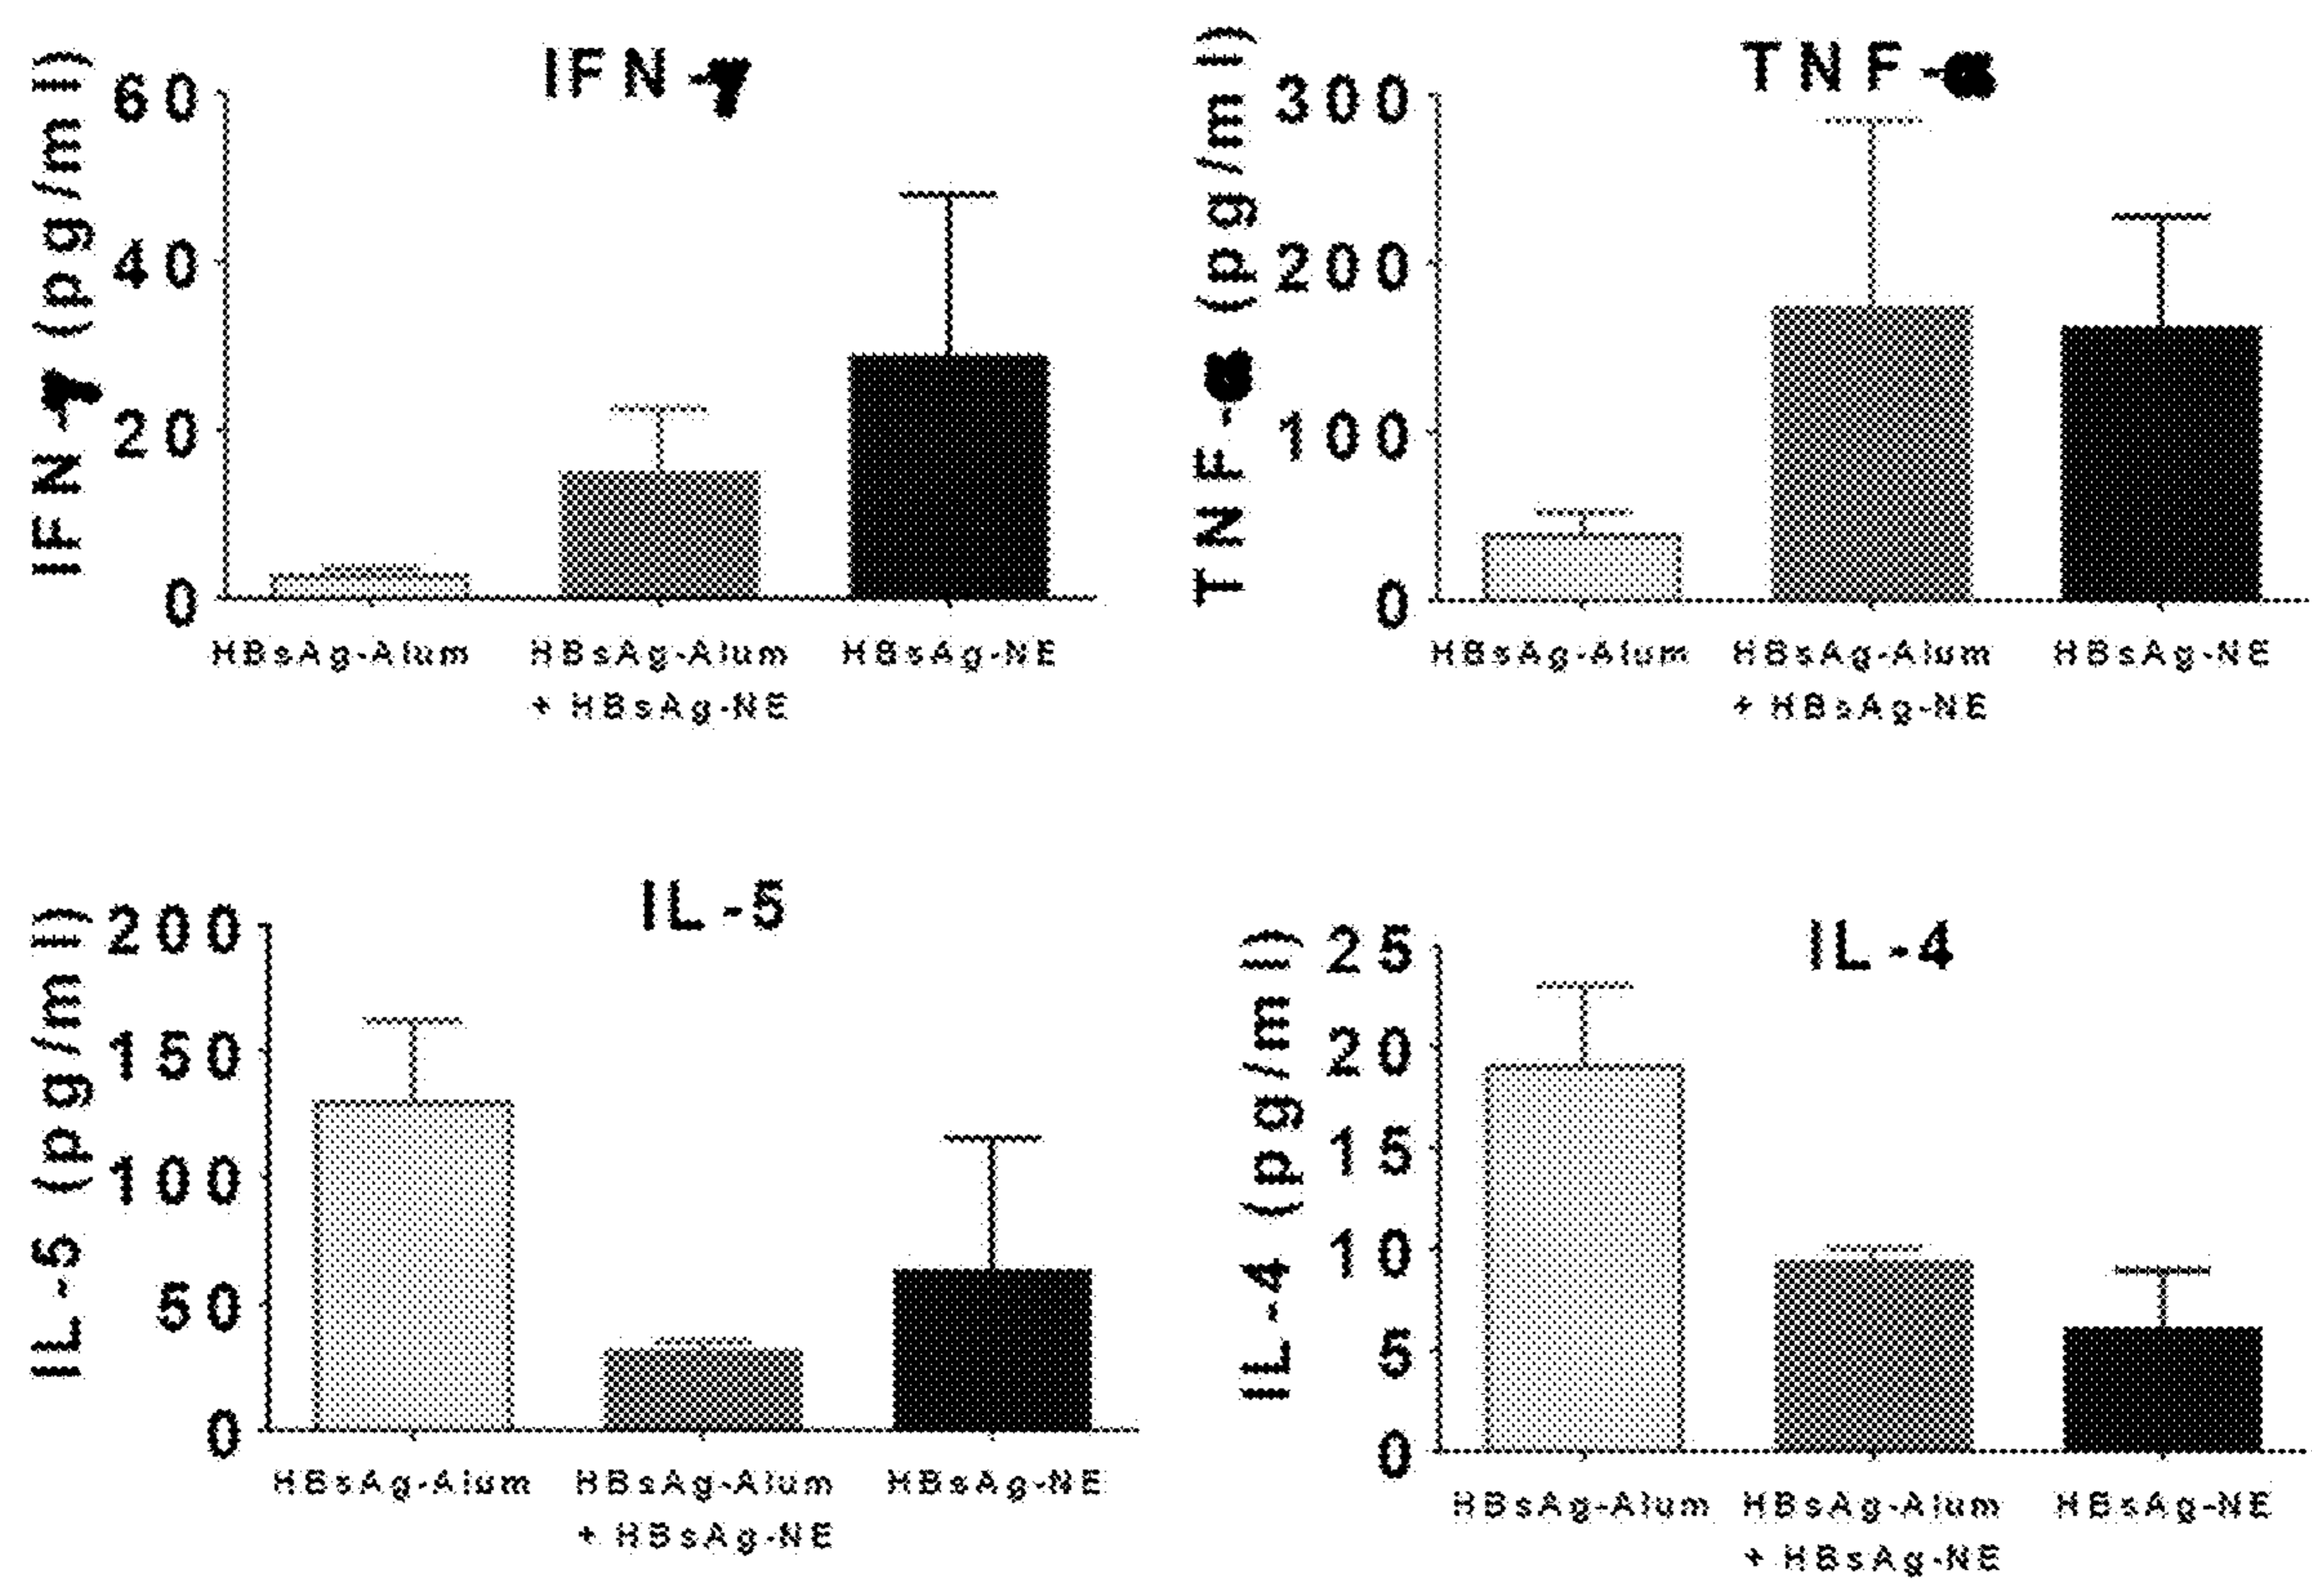 IFN-γ
IFN-γ (pg/ml)
60
40
20
0
HBsAg-Alum
HBsAg-Alum
+ HBsAg-NE
HBsAg-NE
TNF-α
TNF-α (pg/ml)
300
200
100
0
HBsAg-Alum
HBsAg-Alum
+ HBsAg-NE
HBsAg-NE
IL-5
IL-5 (pg/ml)
200
150
100
50
0
HBsAg-Alum
HBsAg-Alum
+ HBsAg-NE
HBsAg-NE
IL-4
IL-4 (pg/ml)
25
20
15
10
5
0
HBsAg-Alum
HBsAg-Alum
+ HBsAg-NE
HBsAg-NE